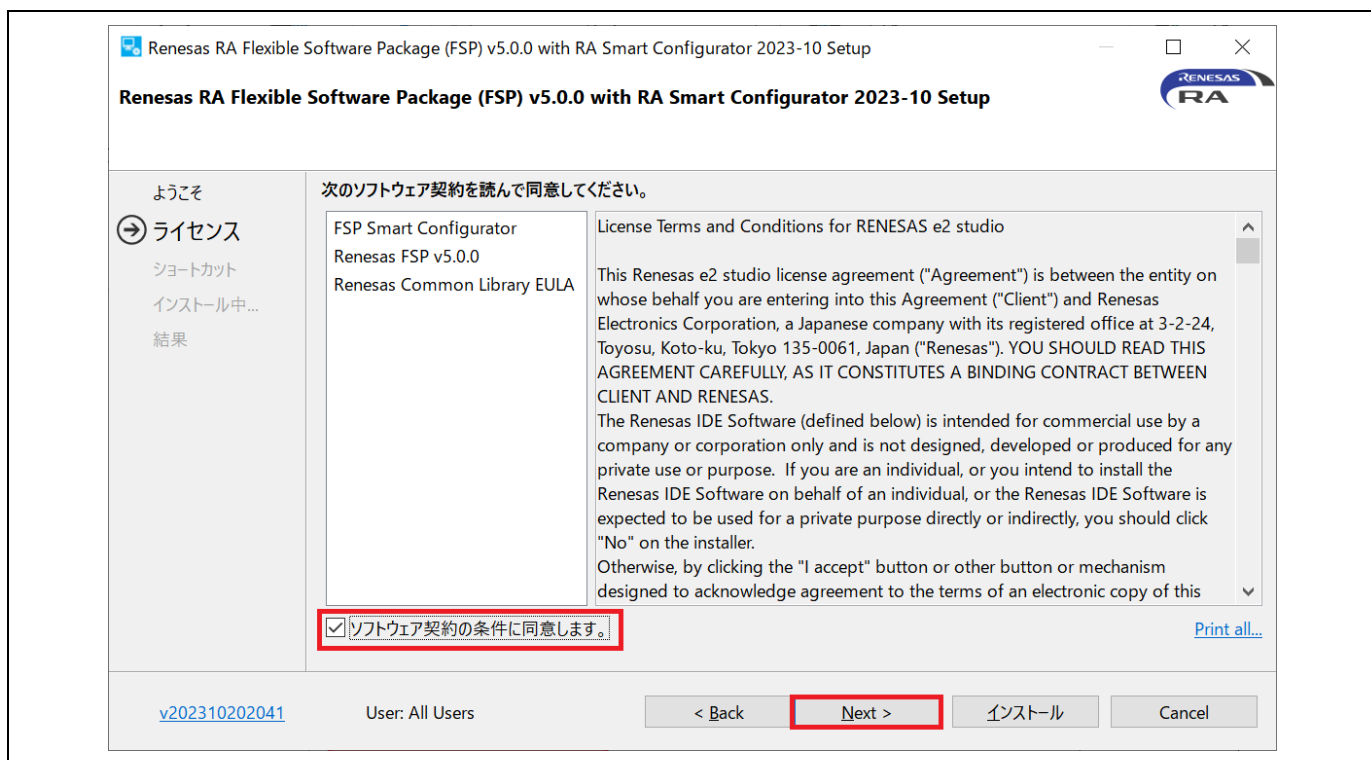 Renesas RA Flexible Software Package (FSP) v5.0.0 with RA Smart Configurator 2023-10 Setup
Renesas RA Flexible Software Package (FSP) v5.0.0 with RA Smart Configurator 2023-10 Setup
RENESAS
RA
ようこそ
ライセンス
ショートカット
インストール中...
結果
次のソフトウェア契約を読んで同意してください。
FSP Smart Configurator
Renesas FSP v5.0.0
Renesas Common Library EULA
License Terms and Conditions for RENESAS e2 studio
This Renesas e2 studio license agreement ("Agreement") is between the entity on
whose behalf you are entering into this Agreement ("Client") and Renesas
Electronics Corporation, a Japanese company with its registered office at 3-2-24,
Toyosu, Koto-ku, Tokyo 135-0061, Japan ("Renesas"). YOU SHOULD READ THIS
AGREEMENT CAREFULLY, AS IT CONSTITUTES A BINDING CONTRACT BETWEEN
CLIENT AND RENESAS.
The Renesas IDE Software (defined below) is intended for commercial use by a
company or corporation only and is not designed, developed or produced for any
private use or purpose.  If you are an individual, or you intend to install the
Renesas IDE Software on behalf of an individual, or the Renesas IDE Software is
expected to be used for a private purpose directly or indirectly, you should click
"No" on the installer.
Otherwise, by clicking the "I accept" button or other button or mechanism
designed to acknowledge agreement to the terms of an electronic copy of this
ソフトウェア契約の条件に同意します。
Print all...
v202310202041
User: All Users
< Back
Next >
インストール
Cancel